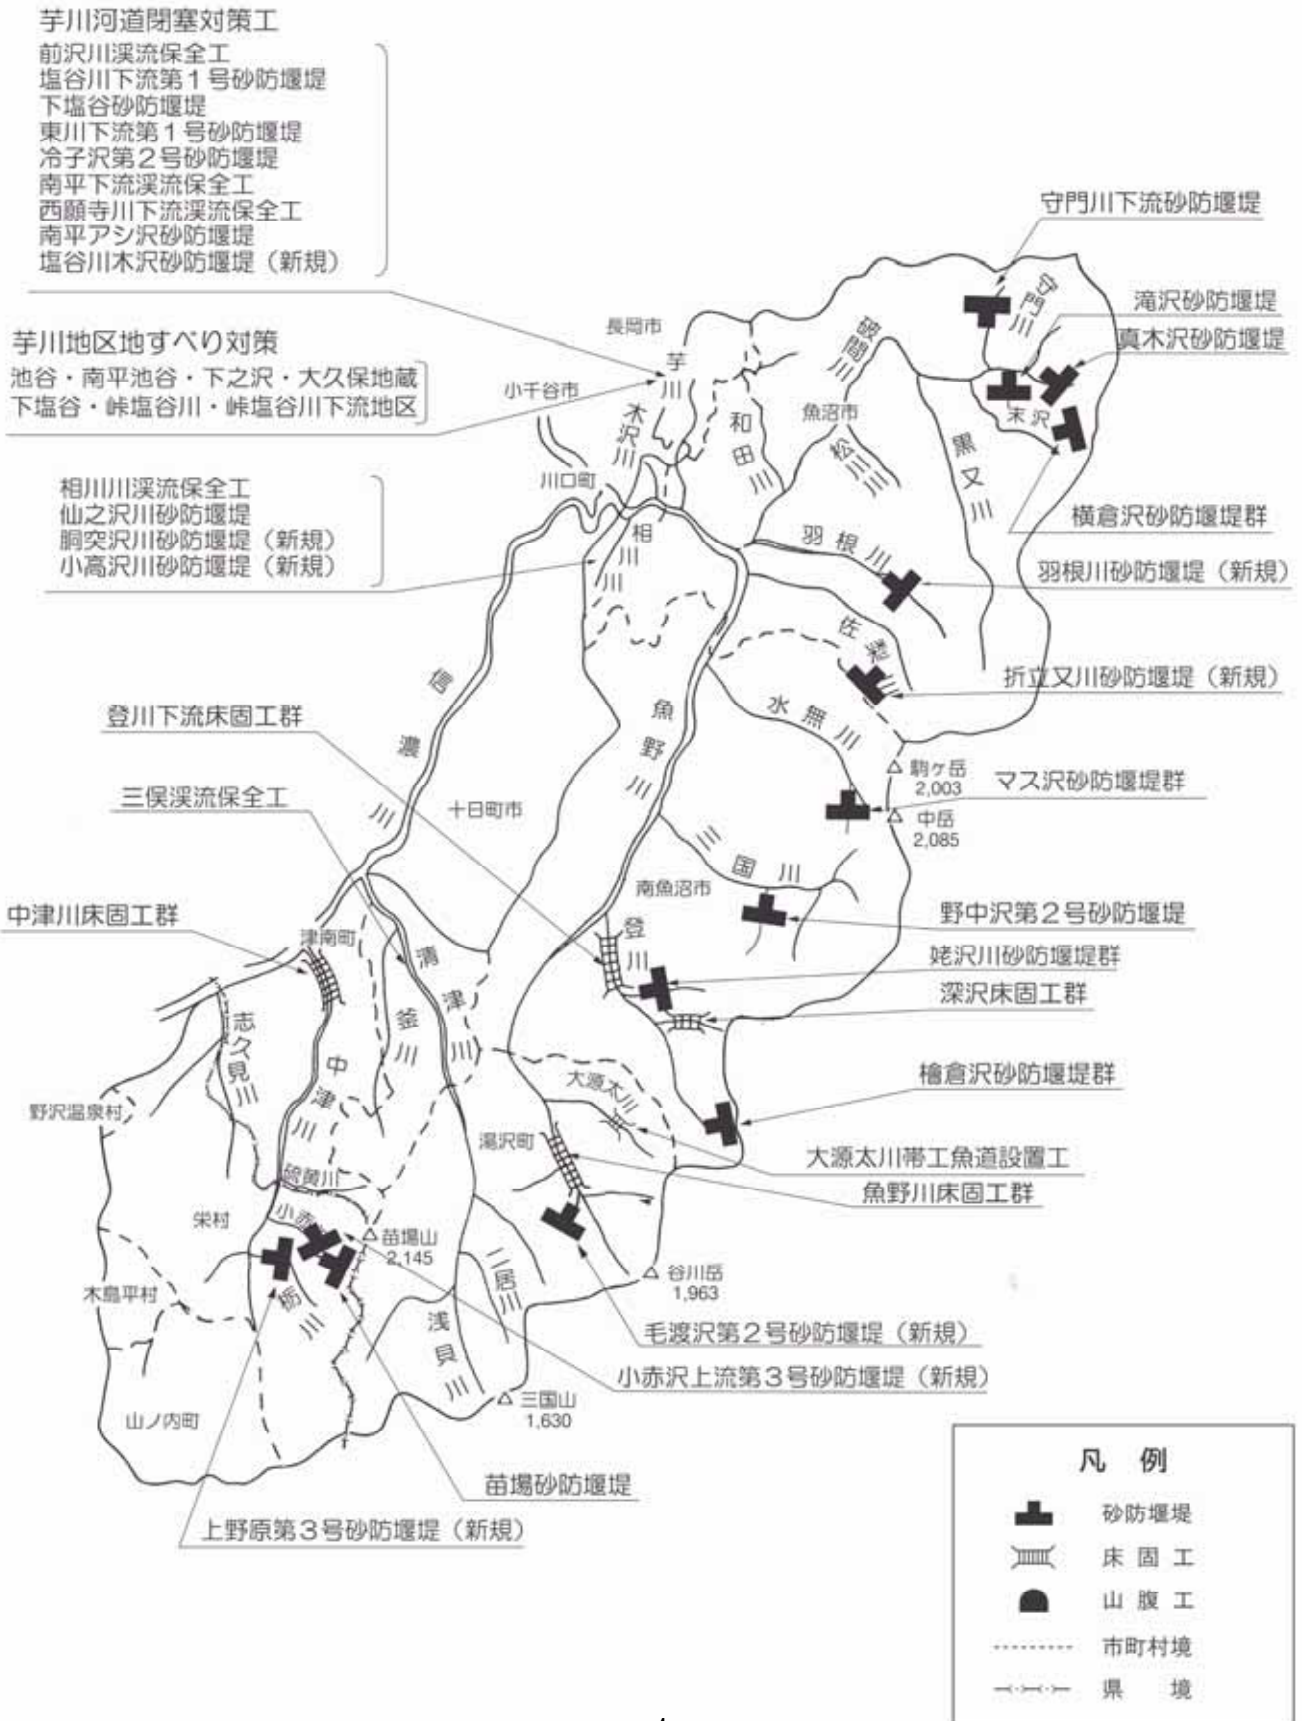 芋川河道閉塞対策工
前沢川渓流保全工
塩谷川下流第1号砂防堰堤
下塩谷砂防堰堤
東川下流第1号砂防堰堤
冷子沢第2号砂防堰堤
南平下流渓流保全工
西願寺川下流渓流保全工
南平アシ沢砂防堰堤
塩谷川木沢砂防堰堤（新規）
芋川地区地すべり対策
池谷・南平池谷・下之沢・大久保地蔵
下塩谷・峠塩谷川・峠塩谷川下流地区
相川川渓流保全工
仙之沢川砂防堰堤
胴突沢川砂防堰堤（新規）
小高沢川砂防堰堤（新規）
守門川下流砂防堰堤
滝沢砂防堰堤
真木沢砂防堰堤
横倉沢砂防堰堤群
羽根川砂防堰堤（新規）
折立又川砂防堰堤（新規）
マス沢砂防堰堤群
野中沢第2号砂防堰堤
姥沢川砂防堰堤群
深沢床固工群
檜倉沢砂防堰堤群
大源太川帯工魚道設置工
魚野川床固工群
毛渡沢第2号砂防堰堤（新規）
小赤沢上流第3号砂防堰堤（新規）
苗場砂防堰堤
上野原第3号砂防堰堤（新規）
登川下流床固工群
三俣渓流保全工
中津川床固工群
長岡市
小千谷市
川口町
魚沼市
十日町市
南魚沼市
津南町
湯沢町
野沢温泉村
栄村
木島平村
山ノ内町
芋川
木沢川
和田川
破間川
松川川
守門川
末沢
黒又川
羽根川
相川川
佐梨川
水無川
信濃川
魚野川
三国川
登川
清津川
釜川
中津川
志久見川
大源太川
硫黄川
小赤
栃川
二居川
浅貝川
駒ヶ岳
2,003
中岳
2,085
苗場山
2,145
谷川岳
1,963
三国山
1,630
凡 例
砂防堰堤
床固工
山腹工
市町村境
県 境